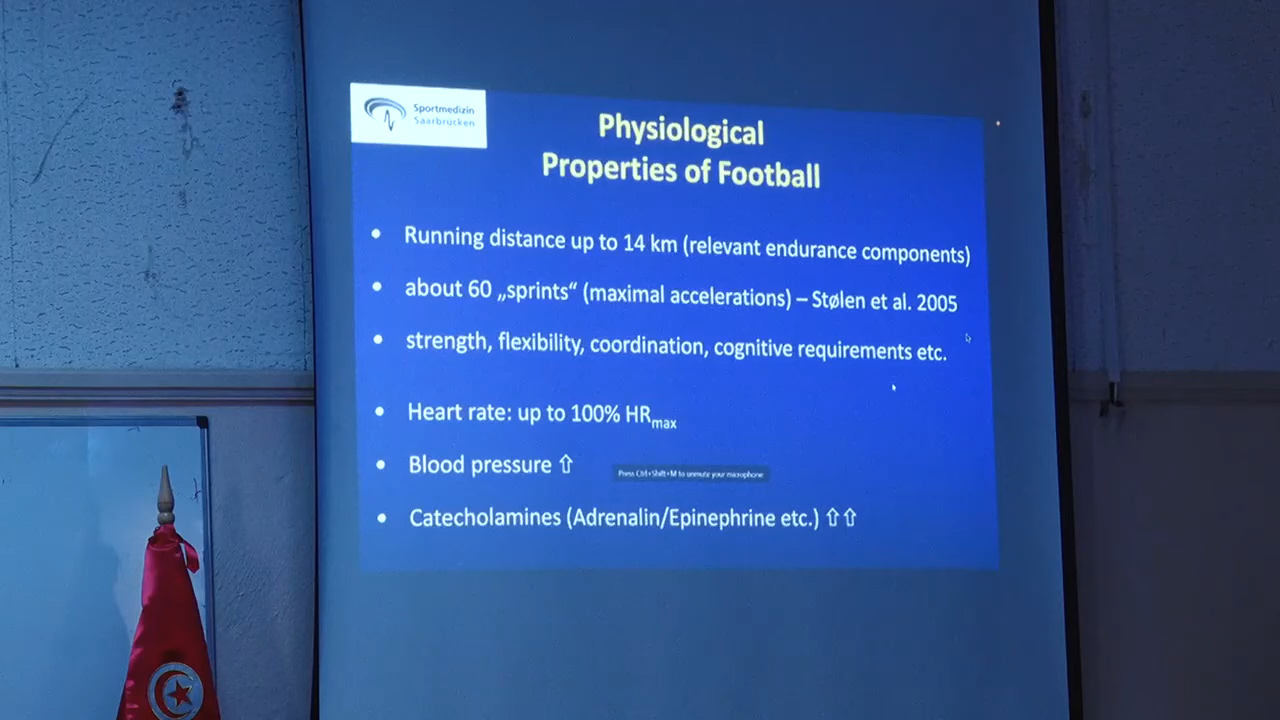 Sportmedizin
Saarbrücken
Physiological
Properties of Football
• Running distance up to 14 km (relevant endurance components)
• about 60 „sprints“ (maximal accelerations) – Stølen et al. 2005
• strength, flexibility, coordination, cognitive requirements etc.
• Heart rate: up to 100% HRmax
• Blood pressure ⇧
Press Ctrl+Shift+M to unmute your microphone
• Catecholamines (Adrenalin/Epinephrine etc.) ⇧⇧